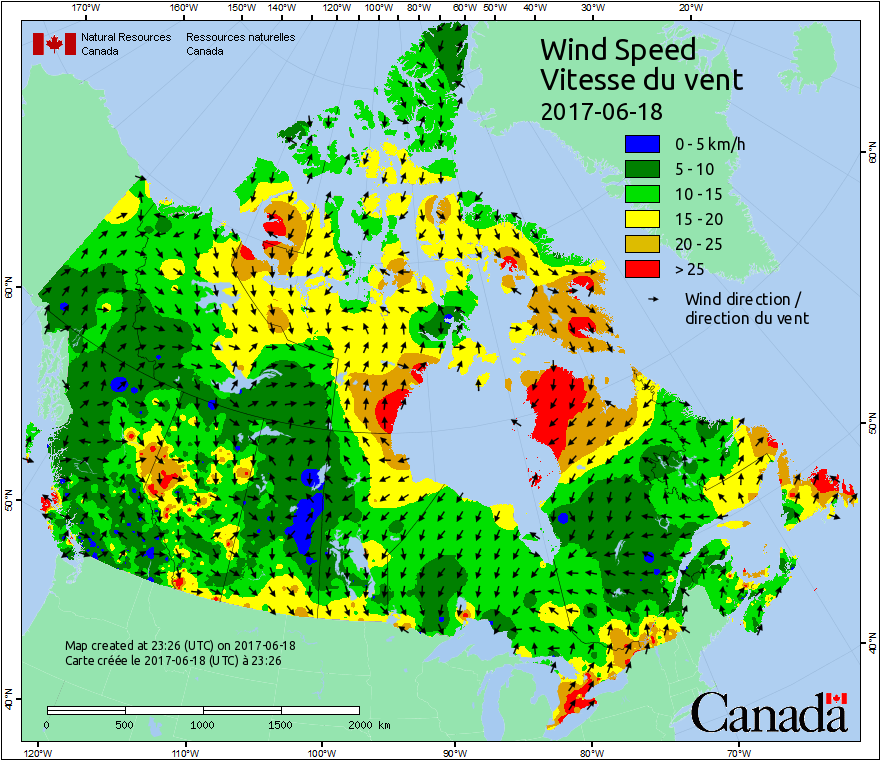 170°W 160°W 150°W 140°W 120°W 100°W 80°W 60°W 50°W 40°W 30°W 20°W
Natural Resources Ressources naturelles
Canada Canada
Wind Speed
Vitesse du vent
2017-06-18
0 - 5 km/h
5 - 10
10 - 15
15 - 20
20 - 25
> 25
Wind direction /
direction du vent
60°N
50°N
40°N
60°N
50°N
40°N
Map created at 23:26 (UTC) on 2017-06-18
Carte créée le 2017-06-18 (UTC) à 23:26
0 500 1000 1500 2000 km
Canada
120°W 110°W 100°W 90°W 80°W 70°W